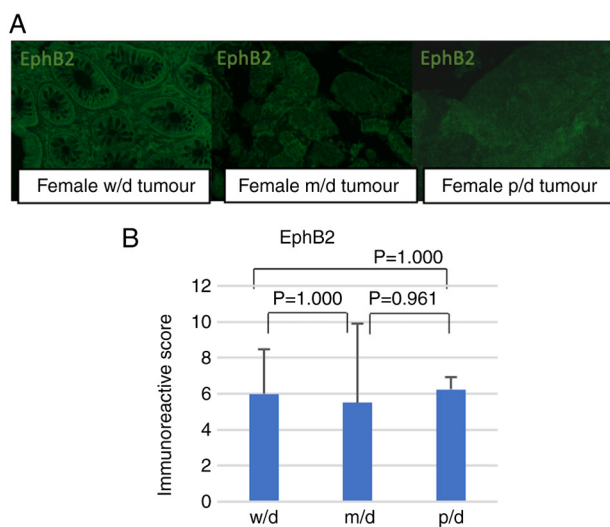 A
EphB2 EphB2 EphB2
Female w/d tumour Female m/d tumour Female p/d tumour
B
EphB2
P=1.000
P=1.000 P=0.961
Immunoreactive score
12
10
8
6
4
2
0
w/d m/d p/d